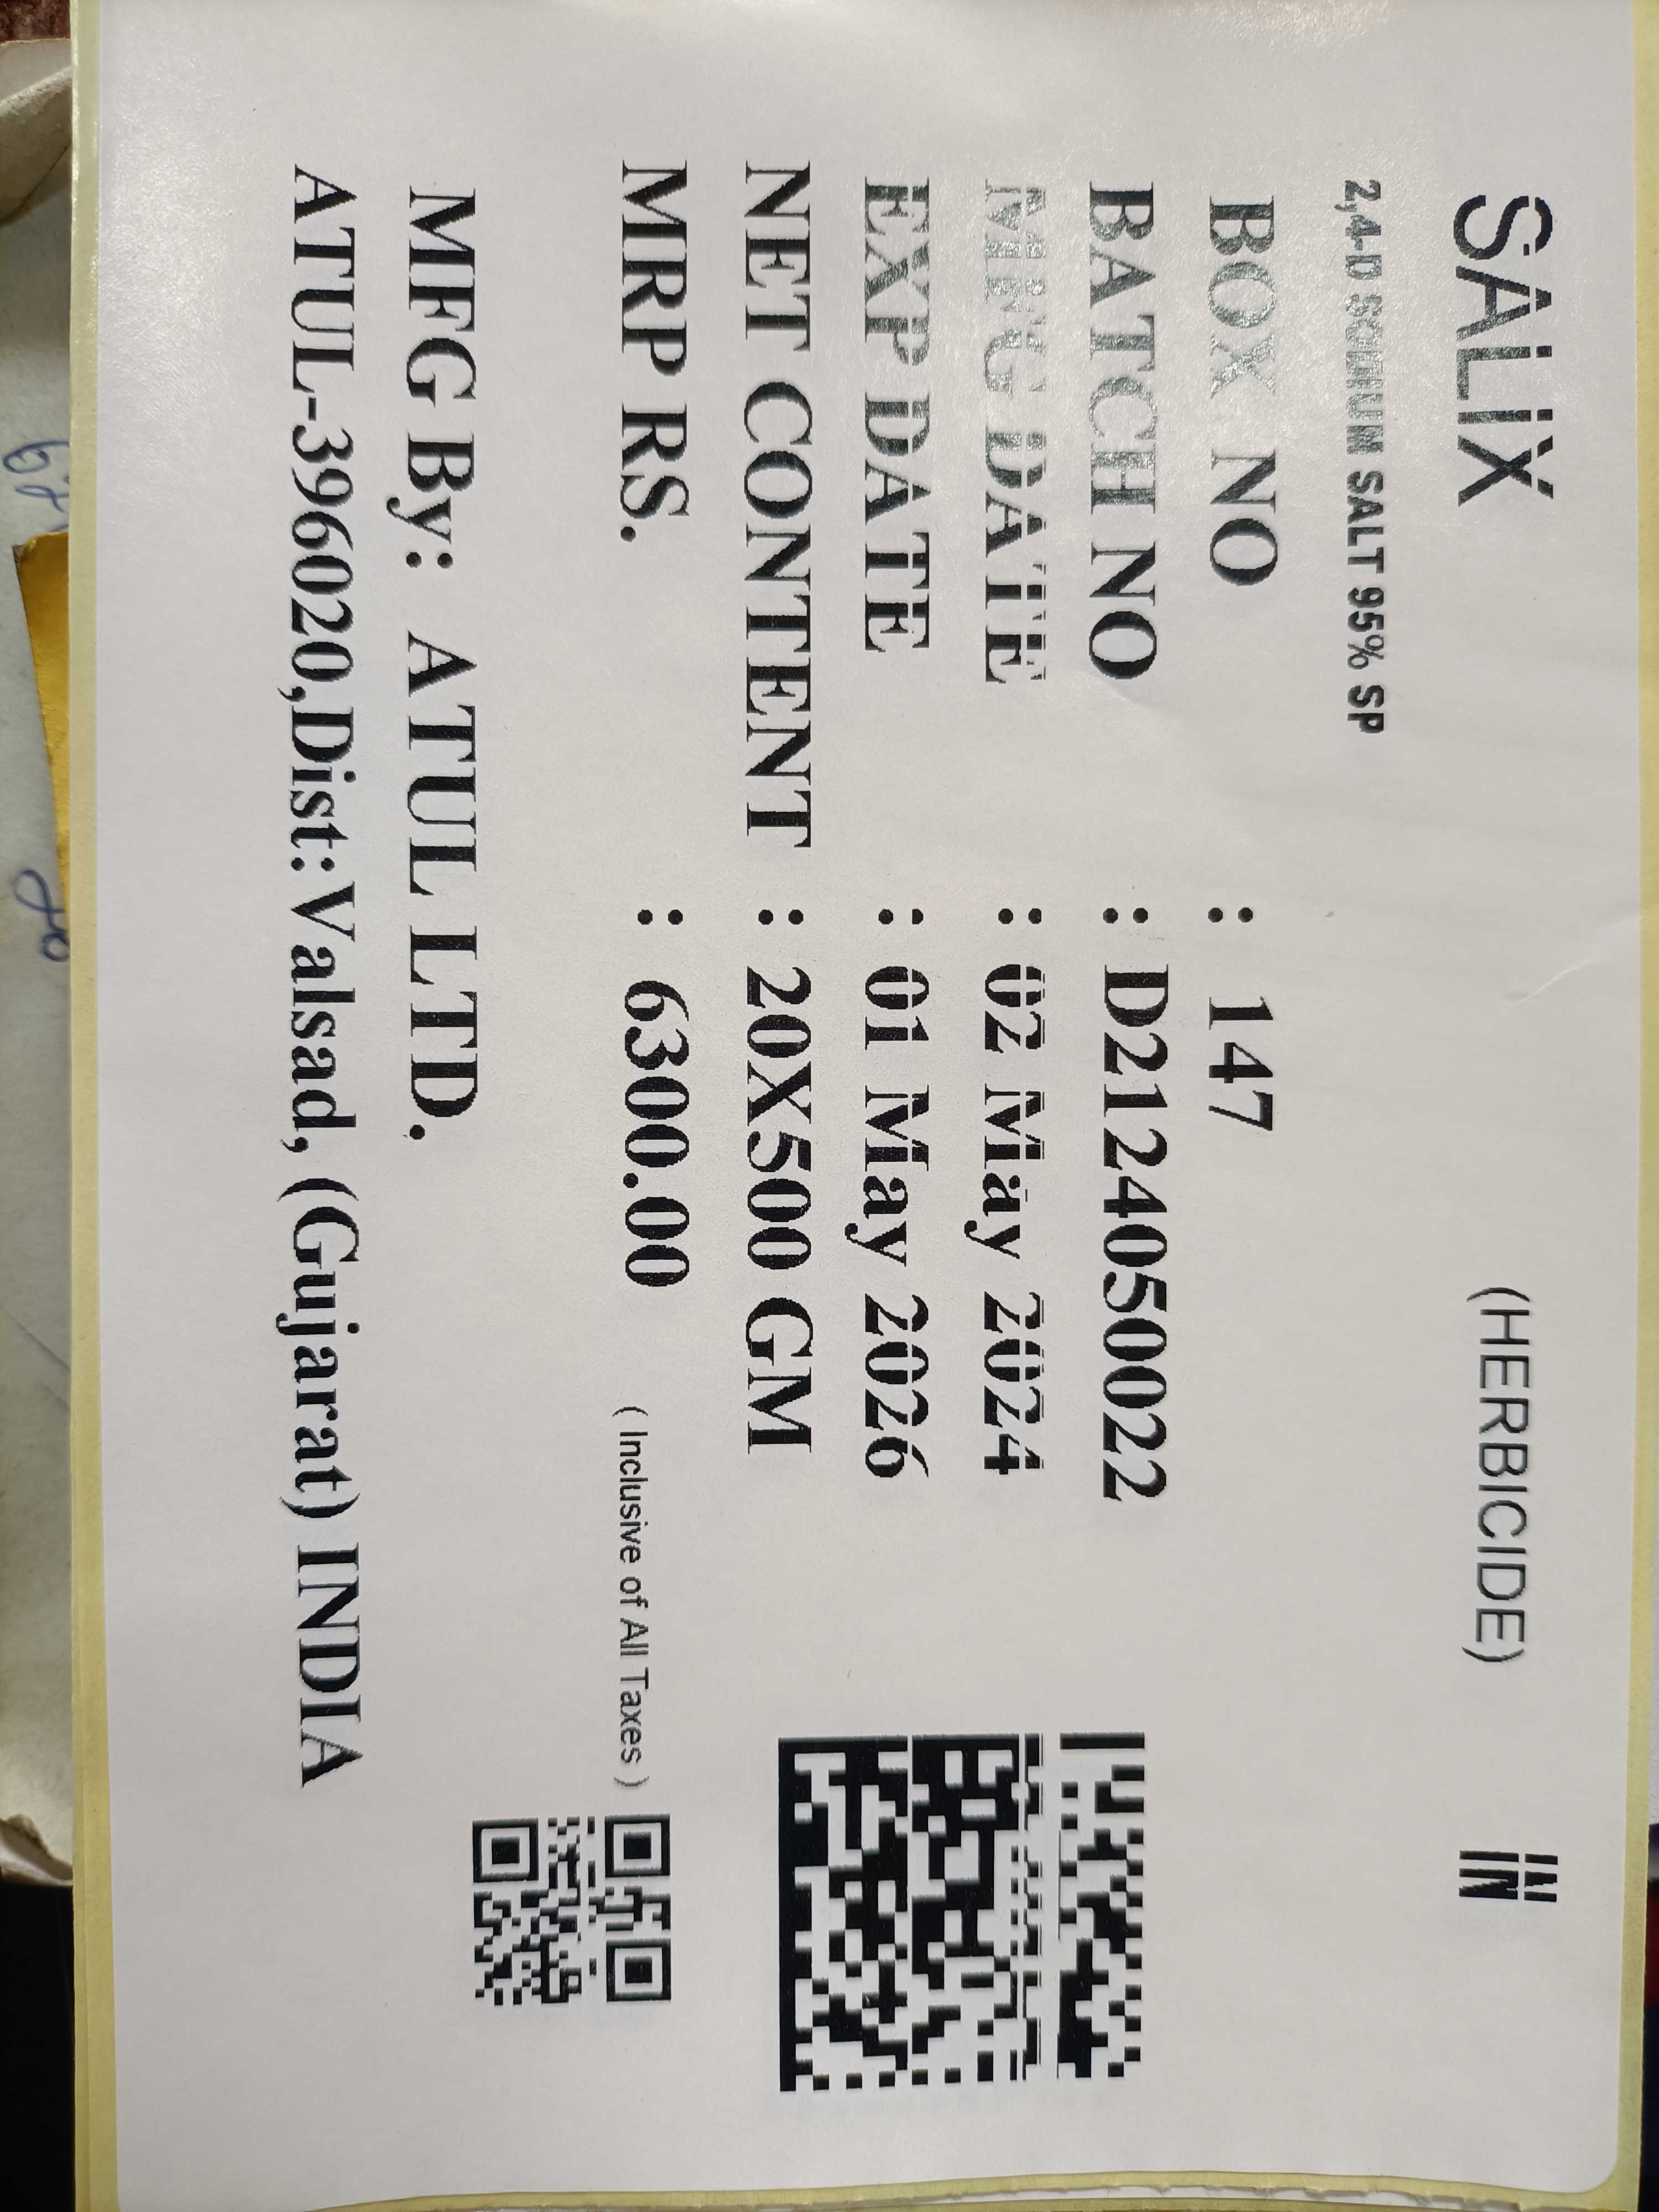 SALIX (HERBICIDE) IN
2,4-D SODIUM SALT 95% SP
BOX NO : 147
BATCH NO : D2124050022
MFG DATE : 02 May 2024
EXP DATE : 01 May 2026
NET CONTENT : 20X500 GM
MRP RS. : 6300.00 ( Inclusive of All Taxes )
MFG By: ATUL LTD.
ATUL-396020,Dist:Valsad, (Gujarat) INDIA